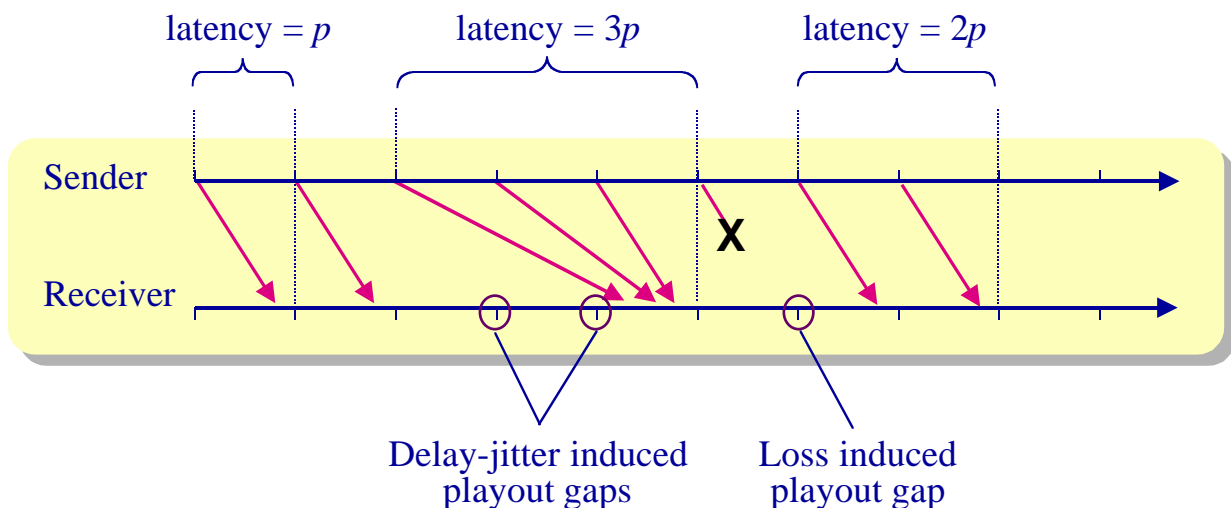 latency = p
latency = 3p
latency = 2p
Sender
X
Receiver
Delay-jitter induced
playout gaps
Loss induced
playout gap